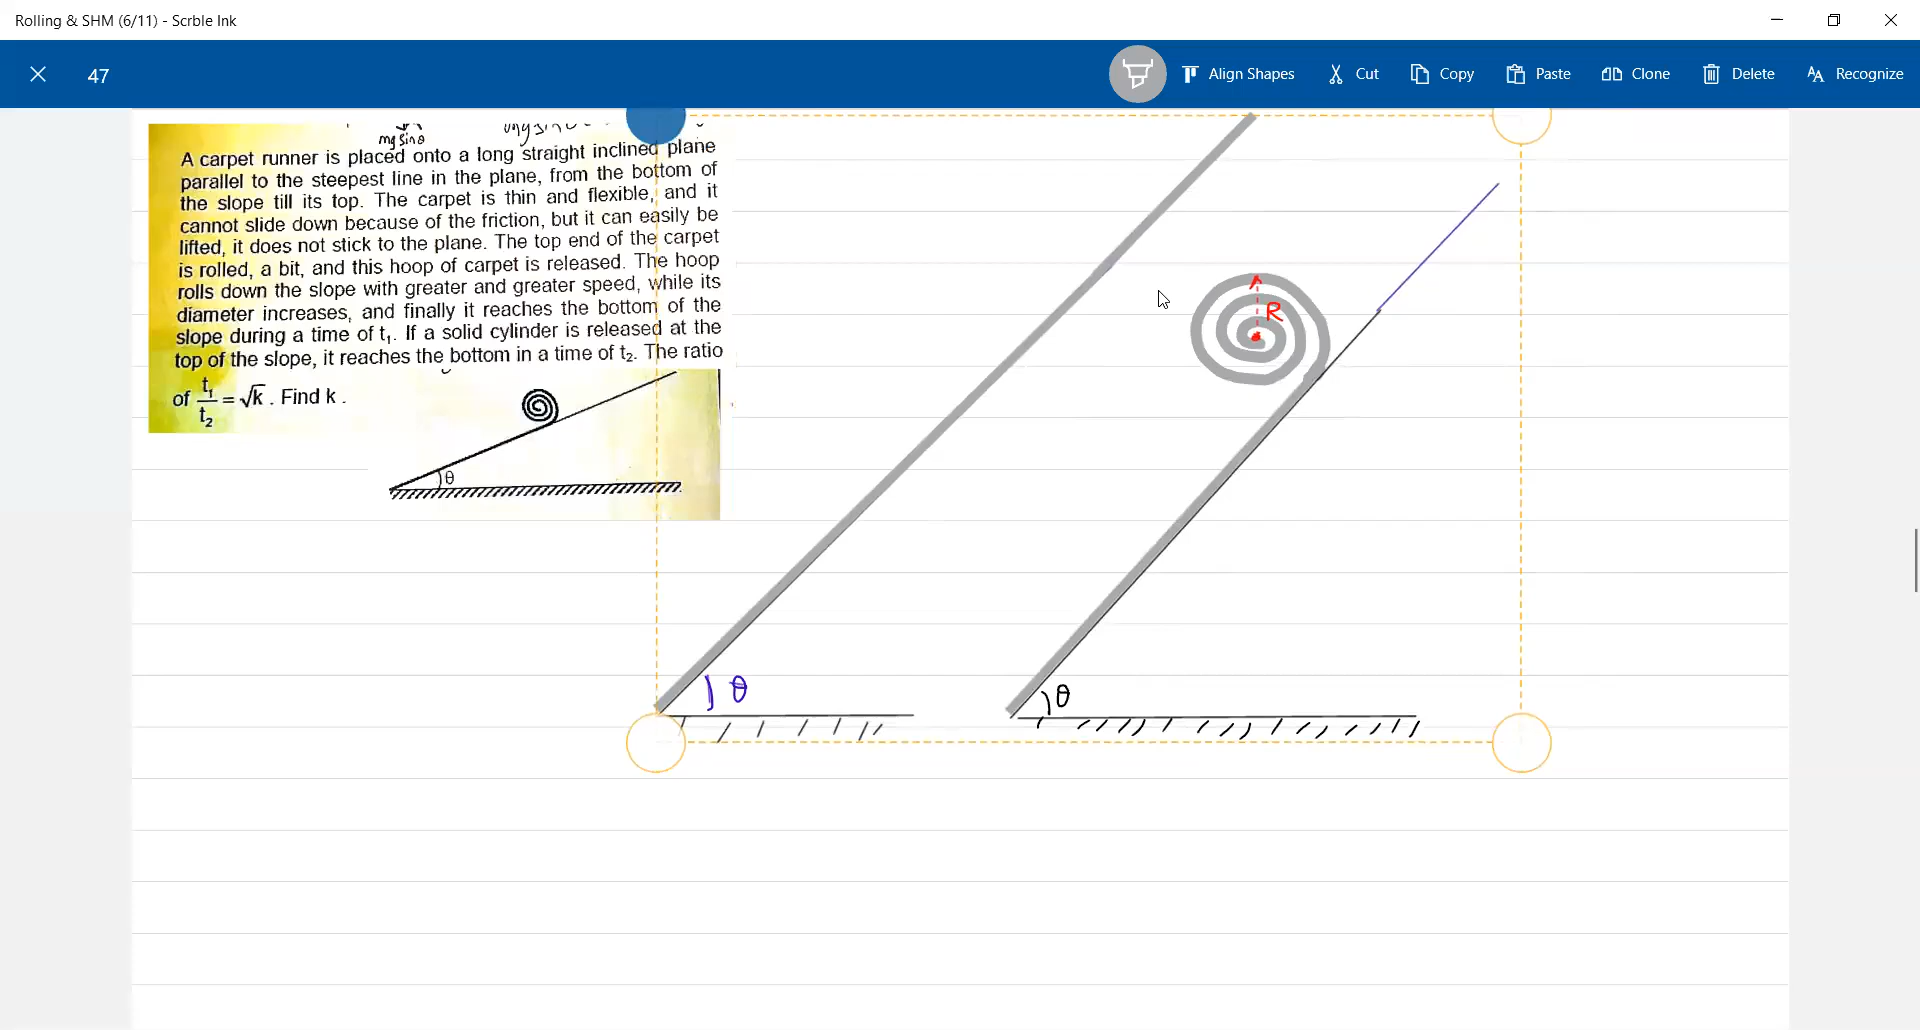 Rolling & SHM (6/11) - Scrble Ink
47
Align Shapes
Cut
Copy
Paste
Clone
Delete
Recognize
mg sinθ
mg sinθ
A carpet runner is placed onto a long straight inclined plane
parallel to the steepest line in the plane, from the bottom of
the slope till its top. The carpet is thin and flexible, and it
cannot slide down because of the friction, but it can easily be
lifted, it does not stick to the plane. The top end of the carpet
is rolled, a bit, and this hoop of carpet is released. The hoop
rolls down the slope with greater and greater speed, while its
diameter increases, and finally it reaches the bottom of the
slope during a time of t₁. If a solid cylinder is released at the
top of the slope, it reaches the bottom in a time of t₂. The ratio
of t₁/t₂ = √k . Find k .
θ
R
θ
θ